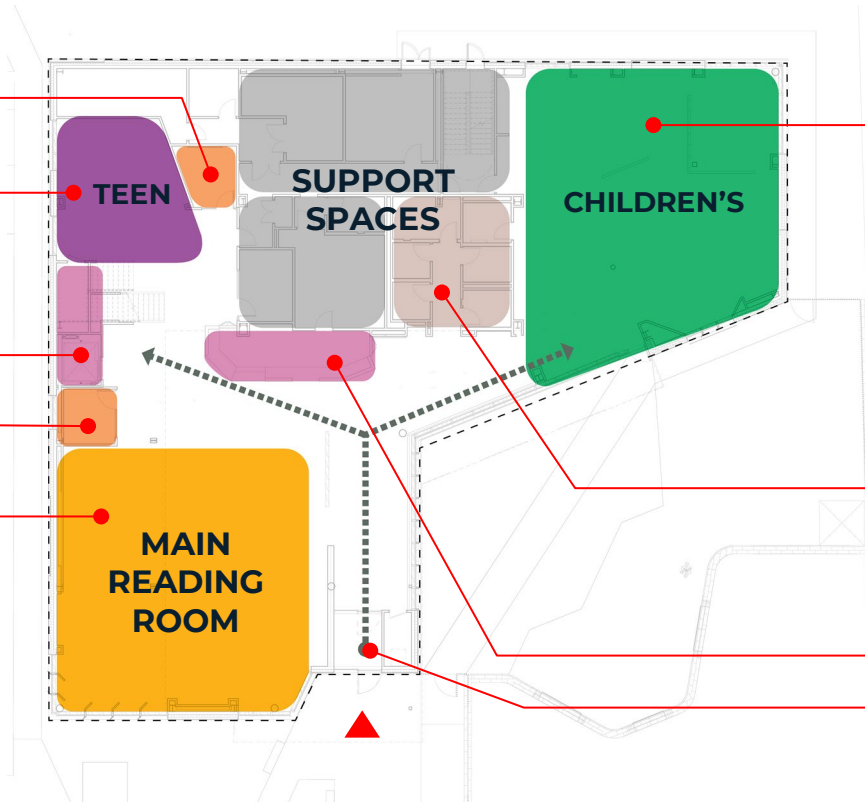 TEEN
SUPPORT
SPACES
CHILDREN’S
MAIN
READING
ROOM